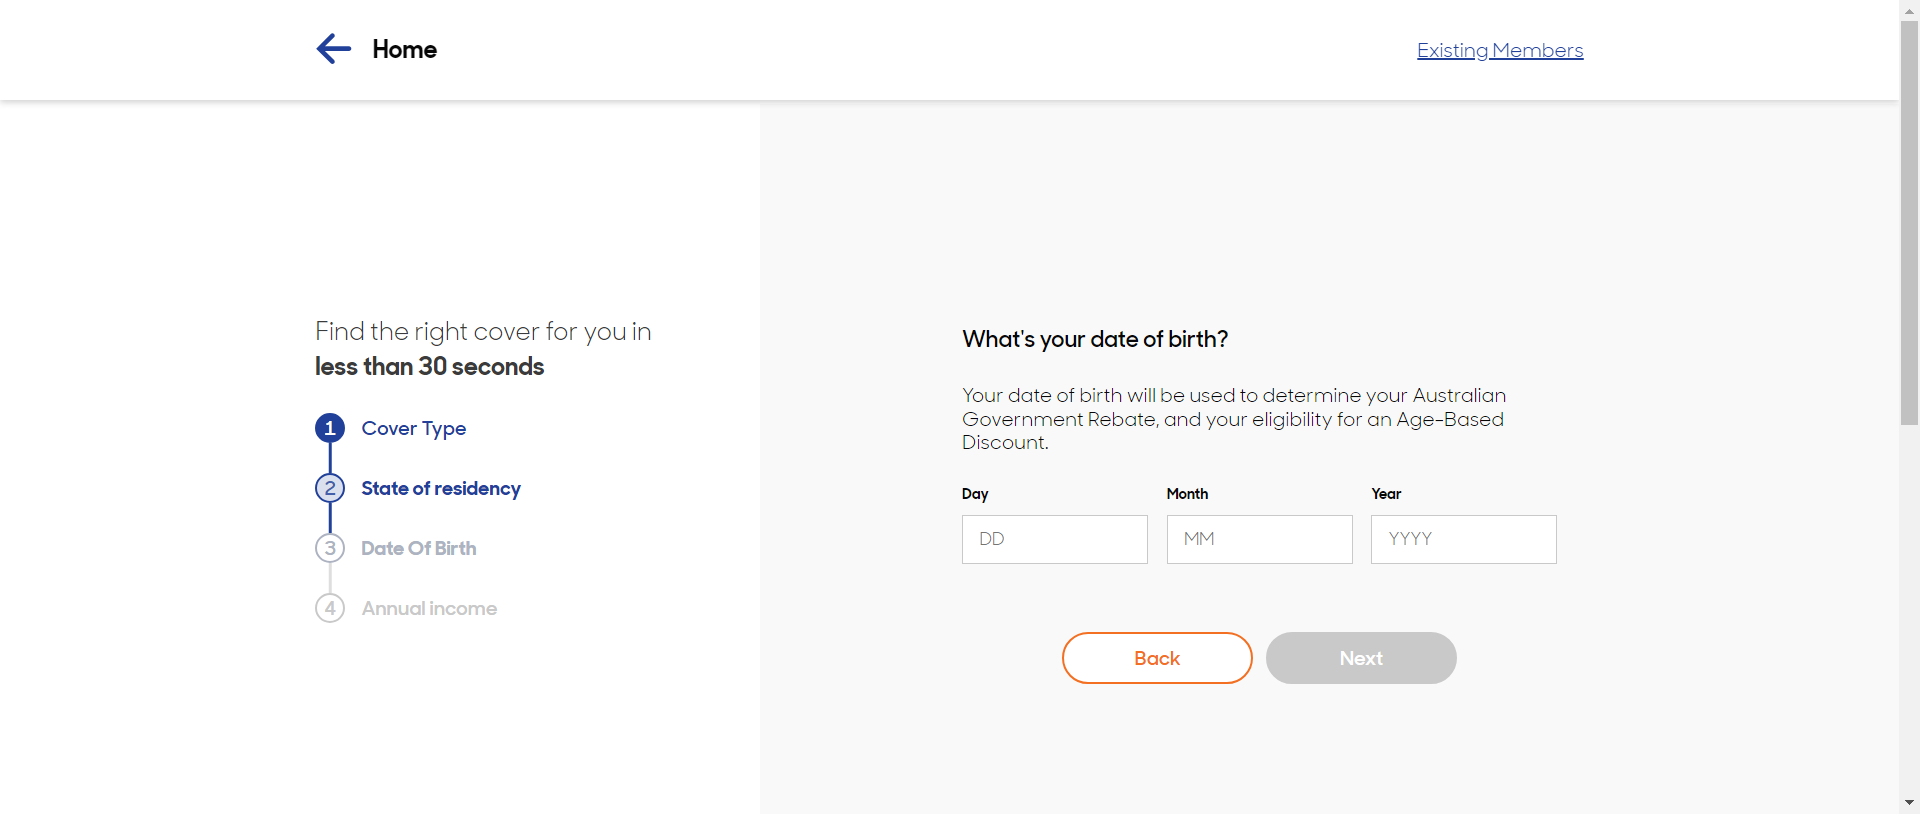 Home
Existing Members
Find the right cover for you in
less than 30 seconds
1 Cover Type
2 State of residency
3 Date Of Birth
4 Annual income
What's your date of birth?
Your date of birth will be used to determine your Australian
Government Rebate, and your eligibility for an Age-Based
Discount.
Day Month Year
DD MM YYYY
Back Next